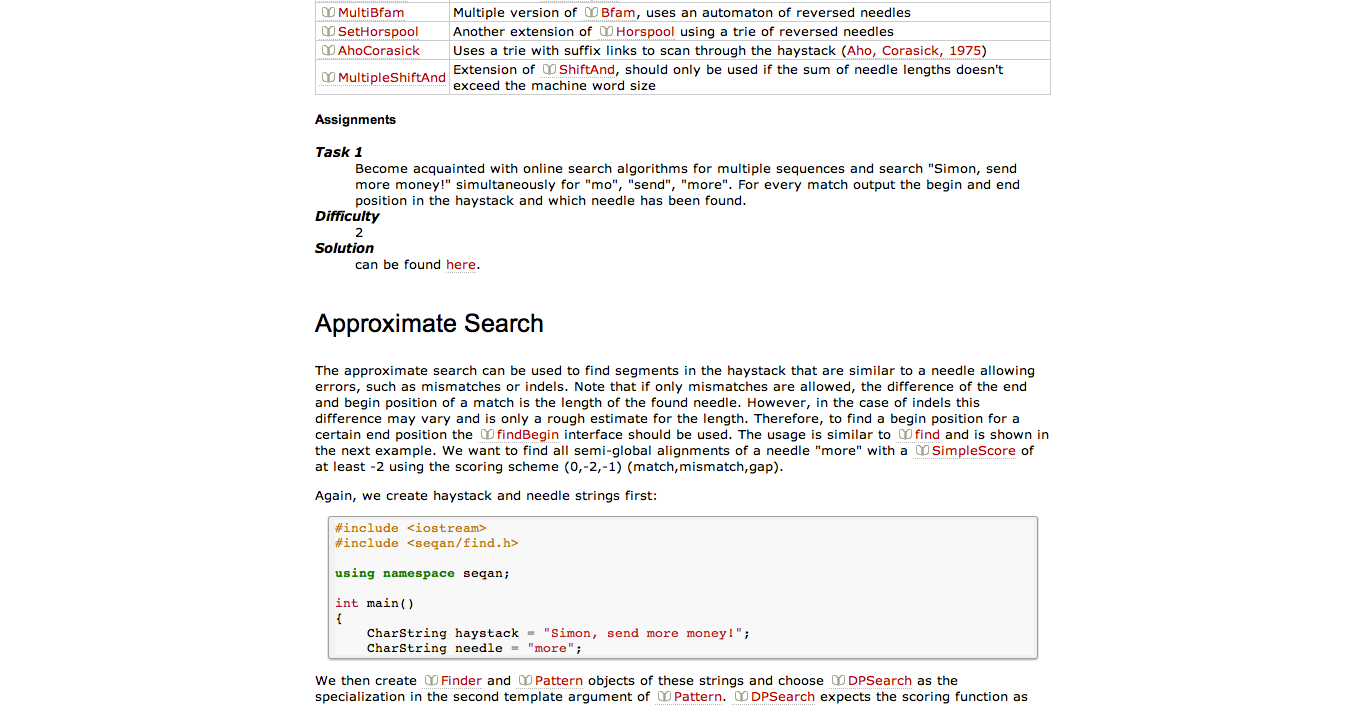 MultiBfam Multiple version of Bfam, uses an automaton of reversed needles
SetHorspool Another extension of Horspool using a trie of reversed needles
AhoCorasick Uses a trie with suffix links to scan through the haystack (Aho, Corasick, 1975)
MultipleShiftAnd Extension of ShiftAnd, should only be used if the sum of needle lengths doesn't
exceed the machine word size
Assignments
Task 1
Become acquainted with online search algorithms for multiple sequences and search "Simon, send
more money!" simultaneously for "mo", "send", "more". For every match output the begin and end
position in the haystack and which needle has been found.
Difficulty
2
Solution
can be found here.
Approximate Search
The approximate search can be used to find segments in the haystack that are similar to a needle allowing
errors, such as mismatches or indels. Note that if only mismatches are allowed, the difference of the end
and begin position of a match is the length of the found needle. However, in the case of indels this
difference may vary and is only a rough estimate for the length. Therefore, to find a begin position for a
certain end position the findBegin interface should be used. The usage is similar to find and is shown in
the next example. We want to find all semi-global alignments of a needle "more" with a SimpleScore of
at least -2 using the scoring scheme (0,-2,-1) (match,mismatch,gap).
Again, we create haystack and needle strings first:
#include <iostream>
#include <seqan/find.h>
using namespace seqan;
int main()
{
CharString haystack = "Simon, send more money!";
CharString needle = "more";
We then create Finder and Pattern objects of these strings and choose DPSearch as the
specialization in the second template argument of Pattern. DPSearch expects the scoring function as